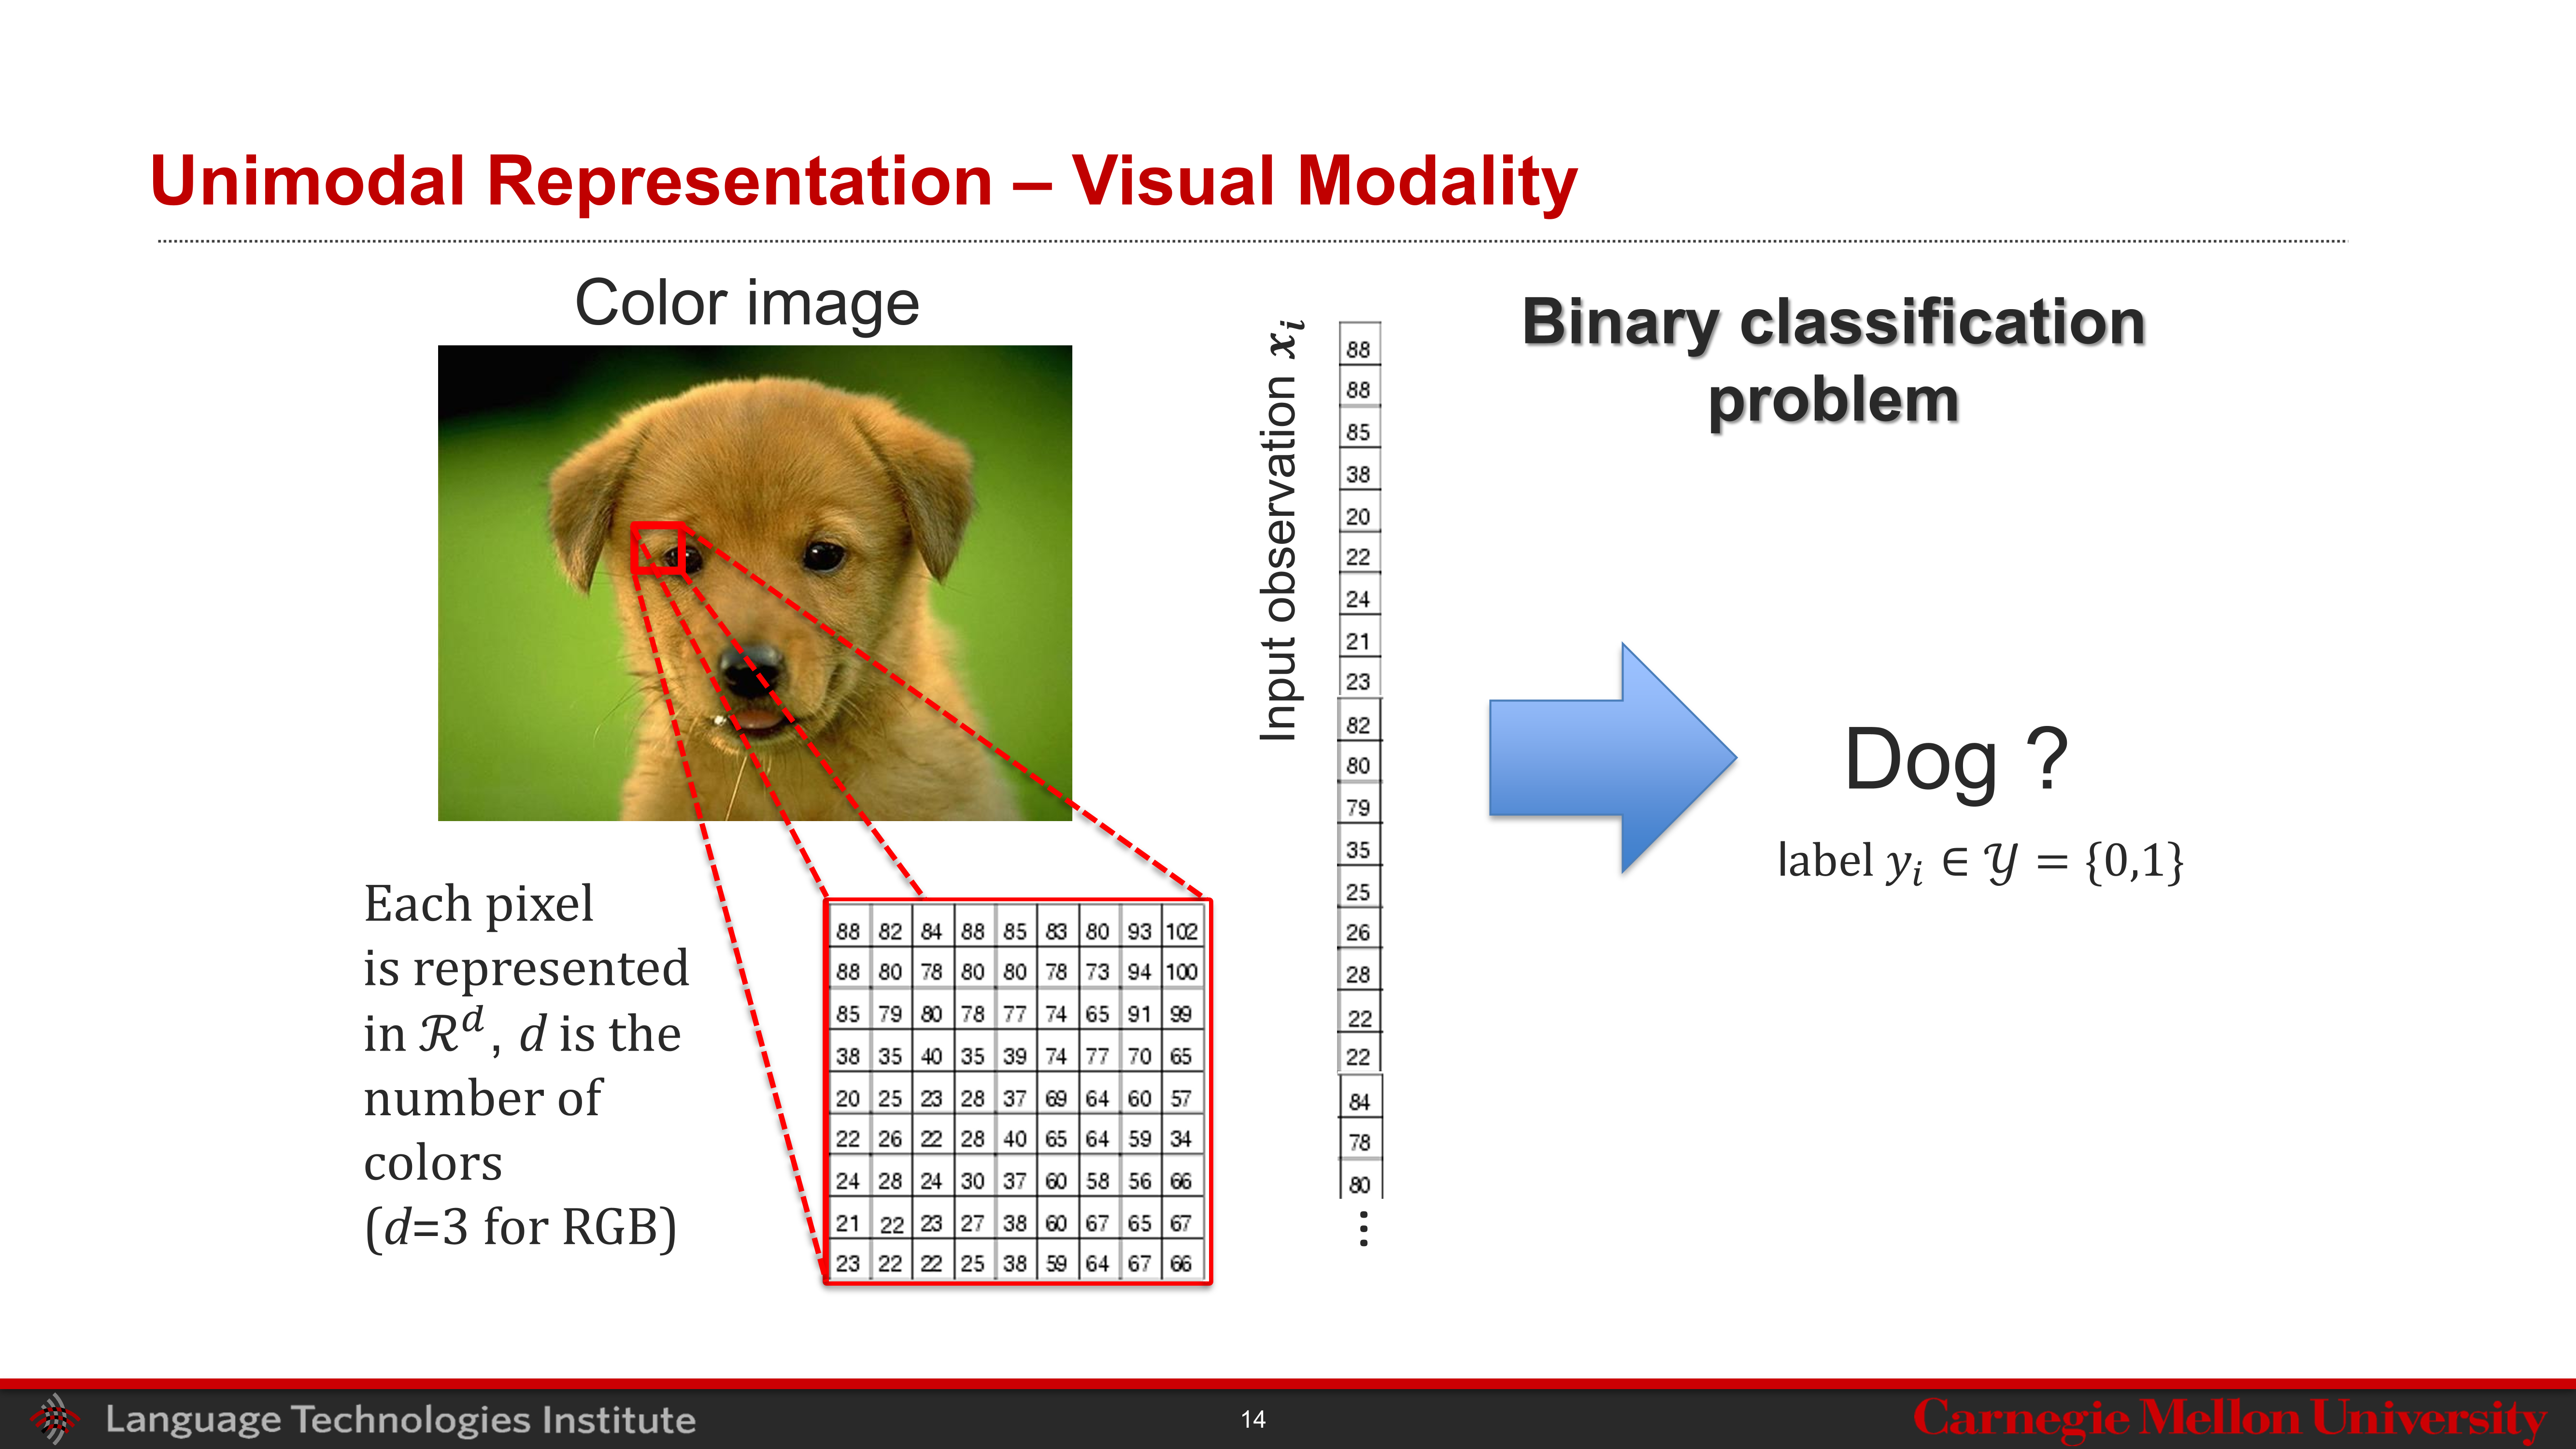 Unimodal Representation – Visual Modality
Color image
Each pixel
is represented
in ℛ^d, d is the
number of
colors
(d=3 for RGB)
88 82 84 88 85 83 80 93 102
88 80 78 80 80 78 73 94 100
85 79 80 78 77 74 65 91 99
38 35 40 35 39 74 77 70 65
20 25 23 28 37 69 64 60 57
22 26 22 28 40 65 64 59 34
24 28 24 30 37 60 58 56 66
21 22 23 27 38 60 67 65 67
23 22 22 25 38 59 64 67 66
Input observation x_i
88
88
85
38
20
22
24
21
23
82
80
79
35
25
26
28
22
22
84
78
80
⋮
Binary classification
problem
Dog ?
label y_i ∈ 𝒴 = {0,1}
Language Technologies Institute
14
Carnegie Mellon University